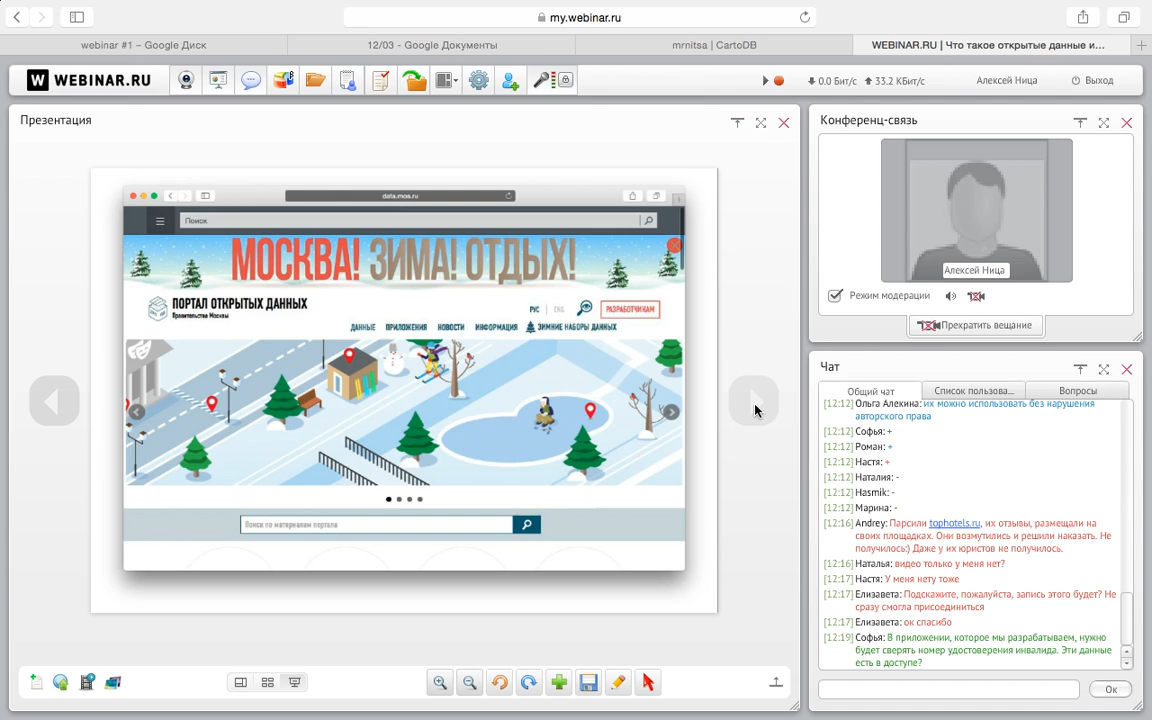 my.webinar.ru
webinar #1 – Google Диск
12/03 - Google Документы
mrnitsa | CartoDB
WEBINAR.RU | Что такое открытые данные и...
W WEBINAR.RU
0.0 Бит/с
33.2 КБит/с
Алексей Ница
Выход
Презентация
data.mos.ru
Поиск
МОСКВА! ЗИМА! ОТДЫХ!
ПОРТАЛ ОТКРЫТЫХ ДАННЫХ
Правительства Москвы
РУС
ENG
РАЗРАБОТЧИКАМ
ДАННЫЕ
ПРИЛОЖЕНИЯ
НОВОСТИ
ИНФОРМАЦИЯ
ЗИМНИЕ НАБОРЫ ДАННЫХ
Поиск по материалам портала
Конференц-связь
Алексей Ница
Режим модерации
Прекратить вещание
Чат
Общий чат
Список пользова...
Вопросы
[12:12] Ольга Алекина: их можно использовать без нарушения
авторского права
[12:12] Софья: +
[12:12] Роман: +
[12:12] Настя: +
[12:12] Наталия: -
[12:12] Hasmik: -
[12:12] Марина: -
[12:16] Andrey: Парсили tophotels.ru, их отзывы, размещали на
своих площадках. Они возмутились и решили наказать. Не
получилось:) Даже у их юристов не получилось.
[12:16] Наталья: видео только у меня нет?
[12:17] Настя: У меня нету тоже
[12:17] Елизавета: Подскажите, пожалуйста, запись этого будет? Не
сразу смогла присоединиться
[12:17] Елизавета: ок спасибо
[12:19] Софья: В приложении, которое мы разрабатываем, нужно
будет сверять номер удостоверения инвалида. Эти данные
есть в доступе?
Ок